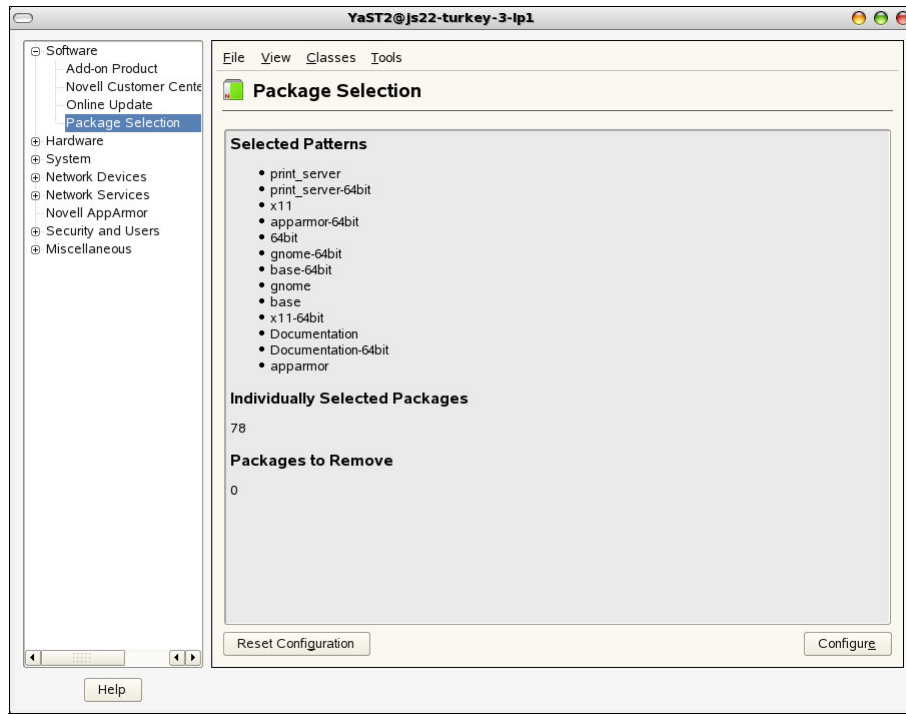 YaST2@js22-turkey-3-lp1
Software
Add-on Product
Novell Customer Cente
Online Update
Package Selection
Hardware
System
Network Devices
Network Services
Novell AppArmor
Security and Users
Miscellaneous
File View Classes Tools
Package Selection
Selected Patterns
print_server
print_server-64bit
x11
apparmor-64bit
64bit
gnome-64bit
base-64bit
gnome
base
x11-64bit
Documentation
Documentation-64bit
apparmor
Individually Selected Packages
78
Packages to Remove
0
Reset Configuration
Configure
Help